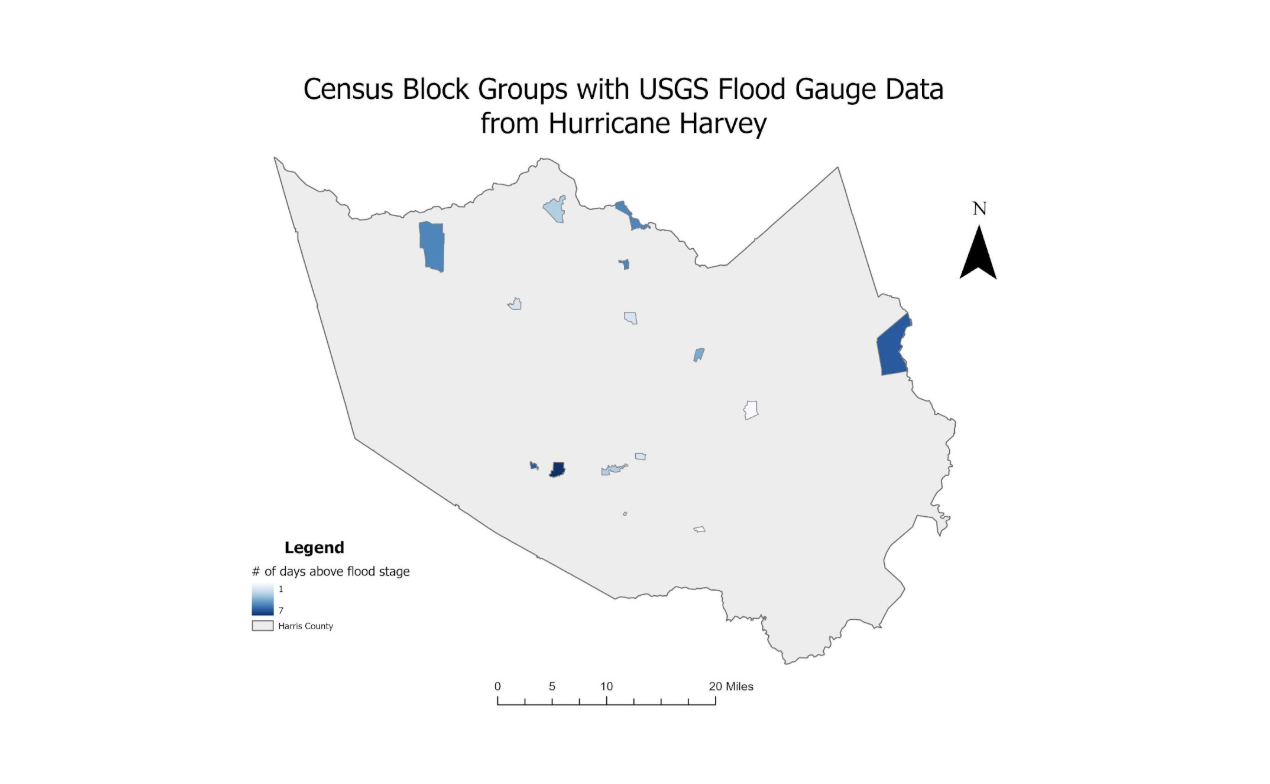 Census Block Groups with USGS Flood Gauge Data
from Hurricane Harvey
N
Legend
# of days above flood stage
1
7
Harris County
0 5 10 20 Miles